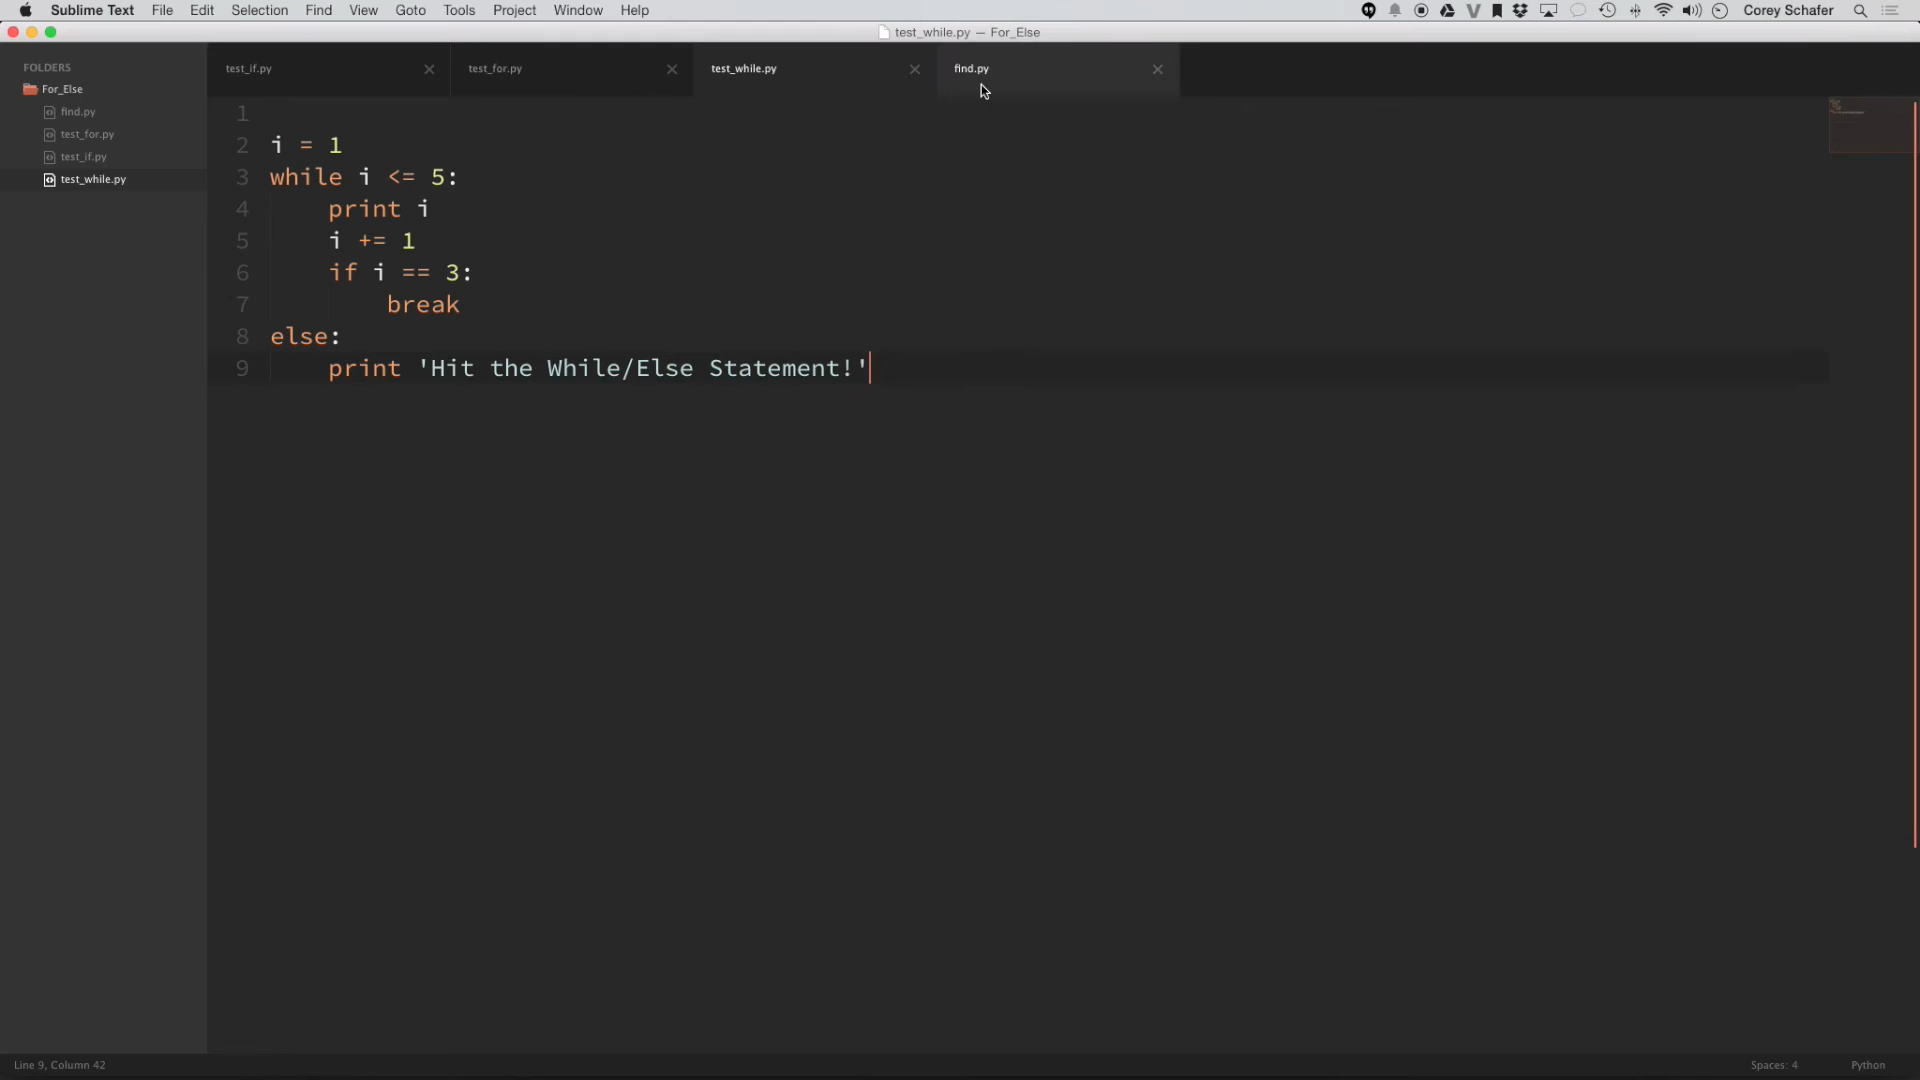 Sublime Text File Edit Selection Find View Goto Tools Project Window Help Corey Schafer
test_while.py — For_Else
FOLDERS
For_Else
find.py
test_for.py
test_if.py
test_while.py
test_if.py test_for.py test_while.py find.py
1
2 i = 1
3 while i <= 5:
4 print i
5 i += 1
6 if i == 3:
7 break
8 else:
9 print 'Hit the While/Else Statement!'
Line 9, Column 42 Spaces: 4 Python